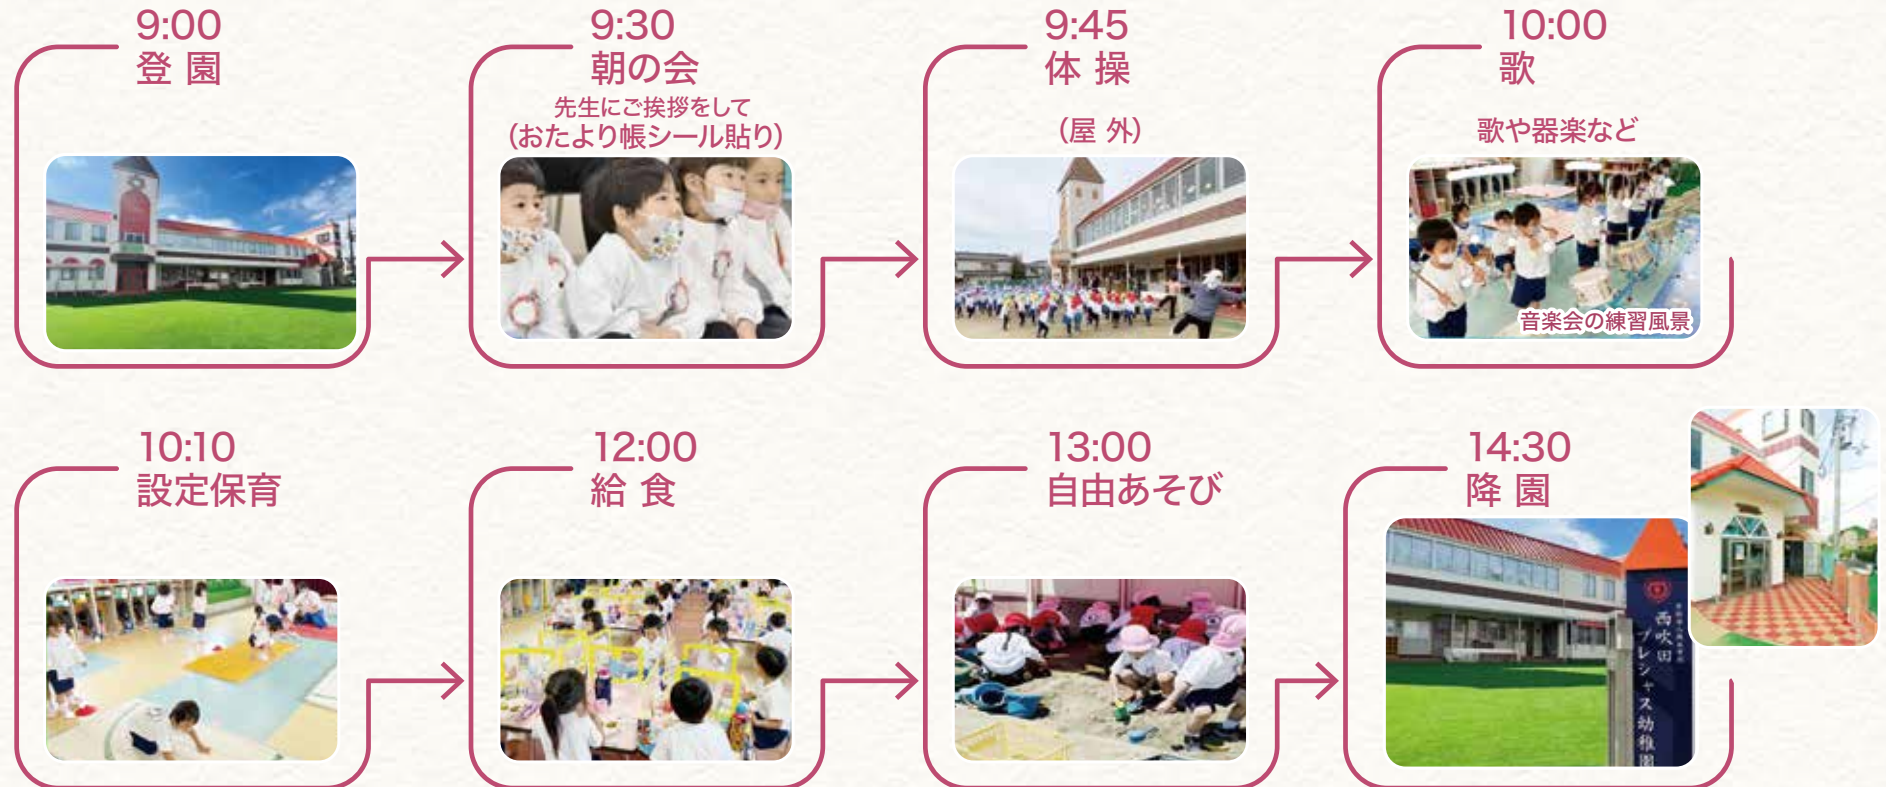 9:00
登 園
9:30
朝の会
先生にご挨拶をして
(おたより帳シール貼り)
9:45
体 操
(屋 外)
10:00
歌
歌や器楽など
音楽会の練習風景
10:10
設定保育
12:00
給 食
13:00
自由あそび
14:30
降 園
西吹田
プレシャス幼稚園